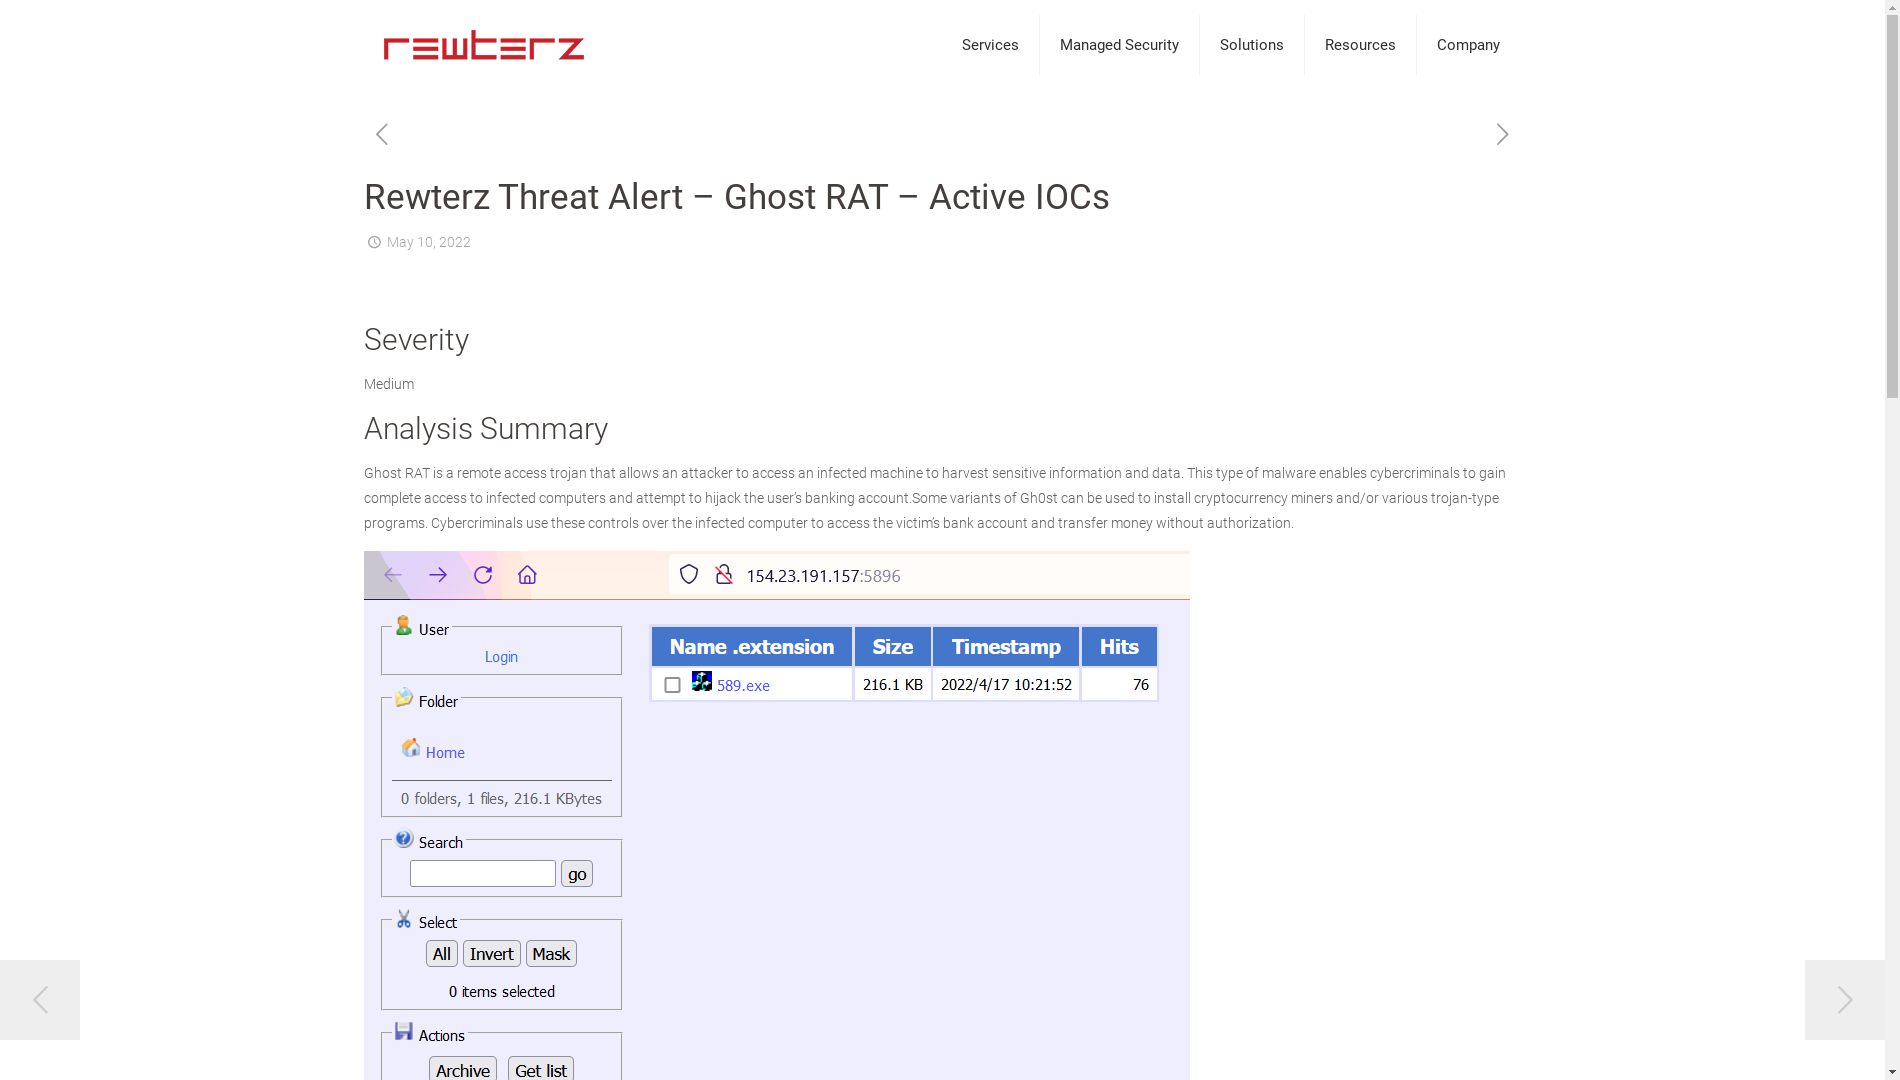 rewterz
Services
Managed Security
Solutions
Resources
Company
Rewterz Threat Alert – Ghost RAT – Active IOCs
May 10, 2022
Severity
Medium
Analysis Summary
Ghost RAT is a remote access trojan that allows an attacker to access an infected machine to harvest sensitive information and data. This type of malware enables cybercriminals to gain
complete access to infected computers and attempt to hijack the user’s banking account.Some variants of Gh0st can be used to install cryptocurrency miners and/or various trojan-type
programs. Cybercriminals use these controls over the infected computer to access the victim’s bank account and transfer money without authorization.
154.23.191.157:5896
User
Login
Folder
Home
0 folders, 1 files, 216.1 KBytes
Search
go
Select
All Invert Mask
0 items selected
Actions
Archive Get list
Name .extension Size Timestamp Hits
589.exe 216.1 KB 2022/4/17 10:21:52 76